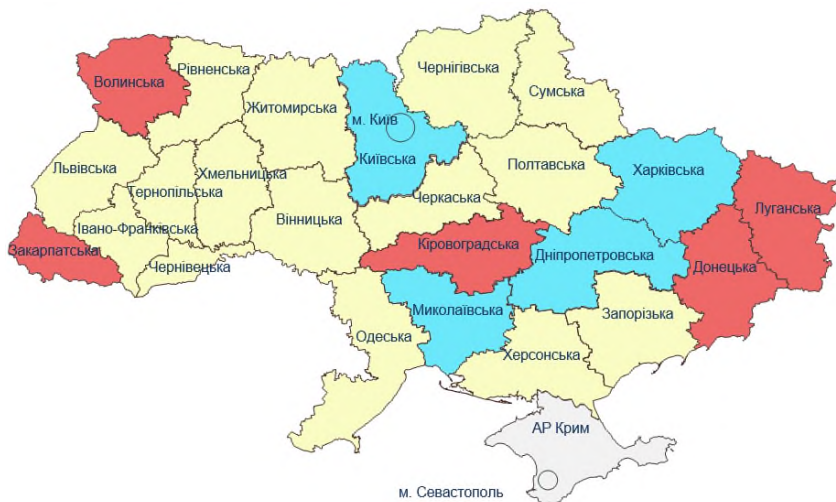 Чернігівська
Рівненська
Волинська
Сумська
Житомирська
м. Київ
Київська
Львівська
Хмельницька
Полтавська
Харківська
Тернопільська
Черкаська
Луганська
Вінницька
Івано-Франківська
Кіровоградська
Закарпатська
Дніпропетровська
Донецька
Чернівецька
Миколаївська
Запорізька
Одеська
Херсонська
АР Крим
м. Севастополь